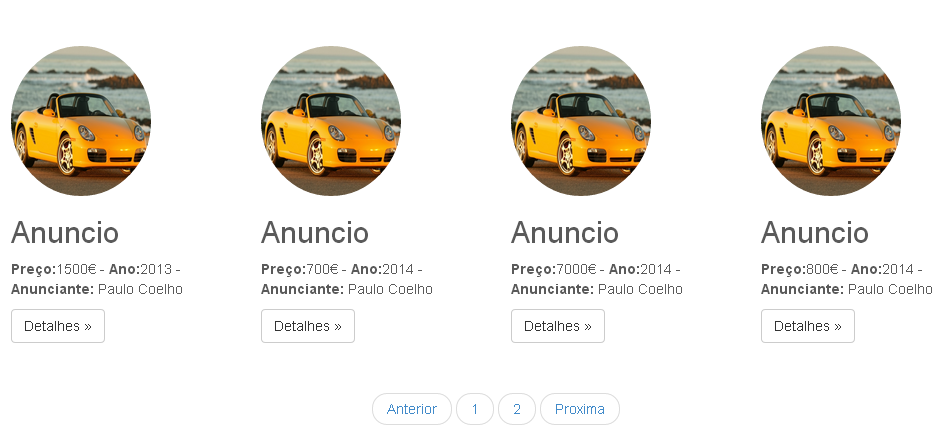 Anuncio
Preço:1500€ - Ano:2013 -
Anunciante: Paulo Coelho
Detalhes »
Anuncio
Preço:700€ - Ano:2014 -
Anunciante: Paulo Coelho
Detalhes »
Anuncio
Preço:7000€ - Ano:2014 -
Anunciante: Paulo Coelho
Detalhes »
Anuncio
Preço:800€ - Ano:2014 -
Anunciante: Paulo Coelho
Detalhes »
Anterior 1 2 Proxima